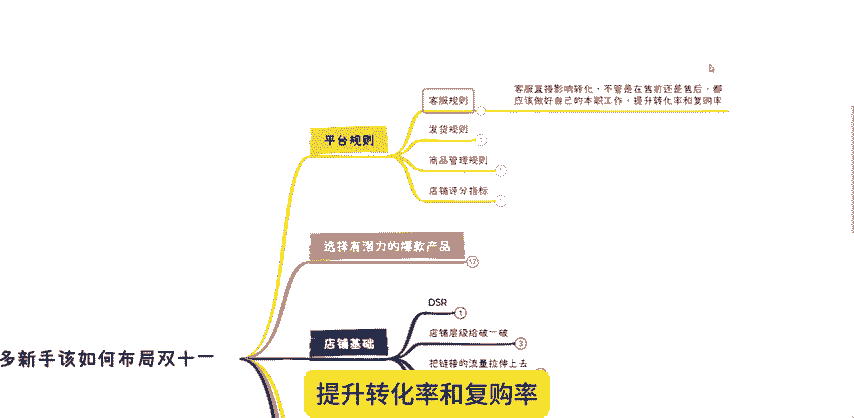 客服直接影响转化，不管是在售前还是售后，都
应该做好自己的本职工作，提升转化率和复购率
客服规则
发货规则
平台规则
商品管理规则
店铺评分指标
选择有潜力的爆款产品
17
DSR
1
店铺层级给破一破
店铺基础
3
多新手该如何布局双十一
把链接的流量拉伸上去
提升转化率和复购率